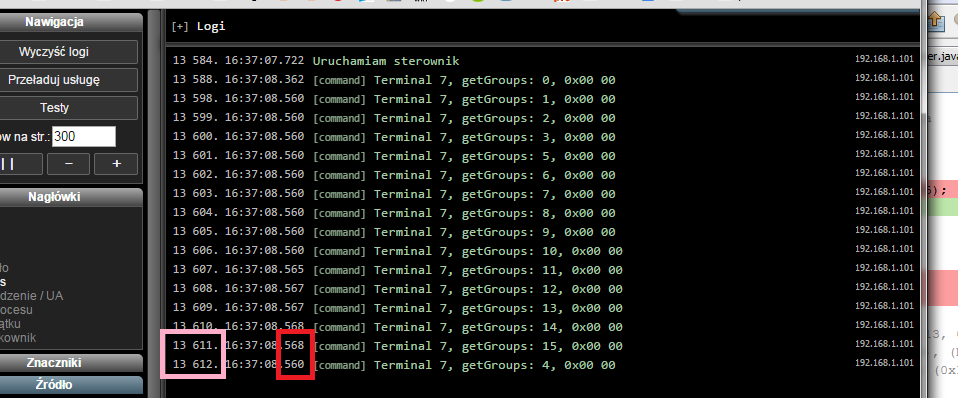 Nawigacja
Wyczyść logi
Przeładuj usługę
Testy
ow na str.: 300
||
−
+
Nagłówki
s
dzenie / UA
ocesu
ątku
kownik
Znaczniki
Źródło
[+] Logi
13 584. 16:37:07.722 Uruchamiam sterownik 192.168.1.101
13 588. 16:37:08.362 [command] Terminal 7, getGroups: 0, 0x00 00 192.168.1.101
13 598. 16:37:08.560 [command] Terminal 7, getGroups: 1, 0x00 00 192.168.1.101
13 599. 16:37:08.560 [command] Terminal 7, getGroups: 2, 0x00 00 192.168.1.101
13 600. 16:37:08.560 [command] Terminal 7, getGroups: 3, 0x00 00 192.168.1.101
13 601. 16:37:08.560 [command] Terminal 7, getGroups: 5, 0x00 00 192.168.1.101
13 602. 16:37:08.560 [command] Terminal 7, getGroups: 6, 0x00 00 192.168.1.101
13 603. 16:37:08.560 [command] Terminal 7, getGroups: 7, 0x00 00 192.168.1.101
13 604. 16:37:08.560 [command] Terminal 7, getGroups: 8, 0x00 00 192.168.1.101
13 605. 16:37:08.560 [command] Terminal 7, getGroups: 9, 0x00 00 192.168.1.101
13 606. 16:37:08.560 [command] Terminal 7, getGroups: 10, 0x00 00 192.168.1.101
13 607. 16:37:08.565 [command] Terminal 7, getGroups: 11, 0x00 00 192.168.1.101
13 608. 16:37:08.567 [command] Terminal 7, getGroups: 12, 0x00 00 192.168.1.101
13 609. 16:37:08.567 [command] Terminal 7, getGroups: 13, 0x00 00 192.168.1.101
13 610. 16:37:08.568 [command] Terminal 7, getGroups: 14, 0x00 00 192.168.1.101
13 611. 16:37:08.568 [command] Terminal 7, getGroups: 15, 0x00 00 192.168.1.101
13 612. 16:37:08.560 [command] Terminal 7, getGroups: 4, 0x00 00 192.168.1.101
er.java
);